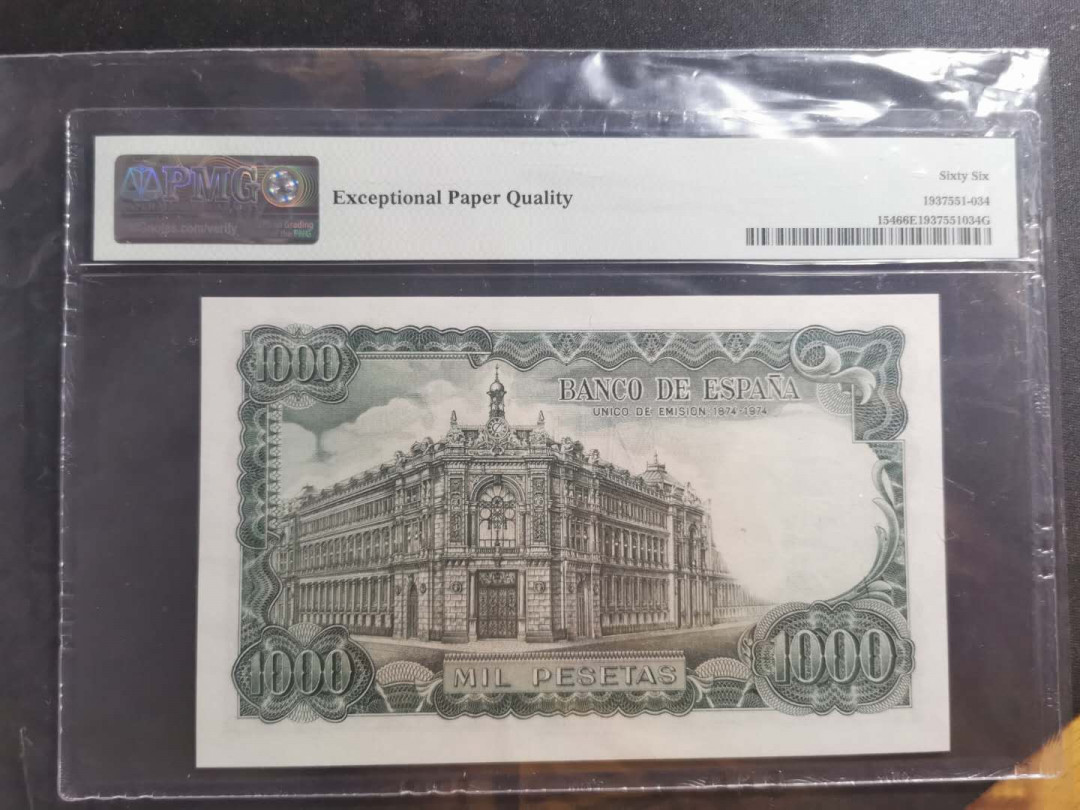 PMG
Exceptional Paper Quality
Sixty Six
1937551-034
15466E1937551034G
1000
BANCO DE ESPAÑA
UNICO DE EMISION 1874-1974
MIL PESETAS
1000
1000